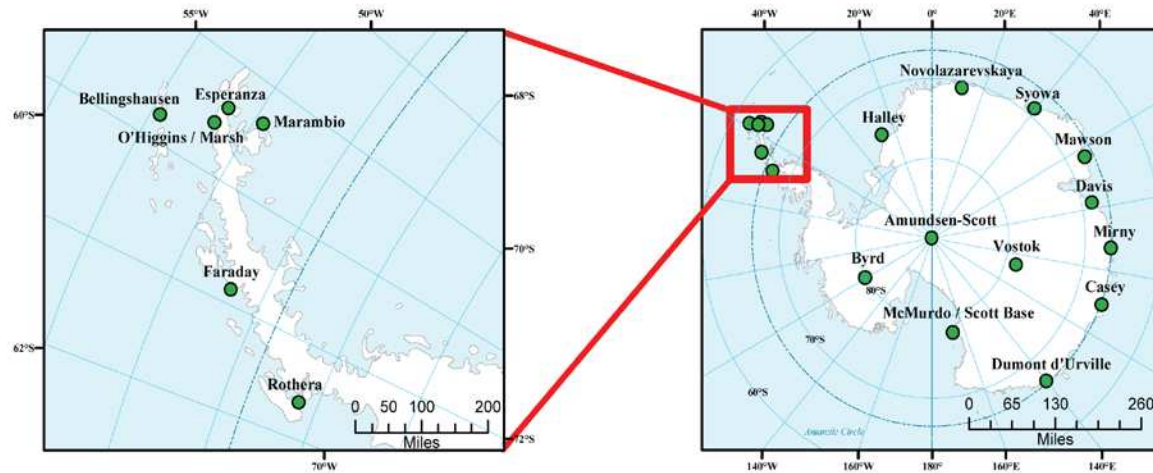 55°W
50°W
40°W
20°W
0°
20°E
40°E
60°S
68°S
70°S
62°S
72°S
70°W
Bellingshausen
Esperanza
O'Higgins / Marsh
Marambio
Faraday
Rothera
0 50 100 200
Miles
Novolazarevskaya
Syowa
Halley
Mawson
Davis
Amundsen-Scott
Mirny
Vostok
Byrd
80°S
Casey
McMurdo / Scott Base
70°S
Dumont d'Urville
60°S
0 65 130 260
Miles
Antarctic Circle
140°W
160°W
180°
160°E
140°E